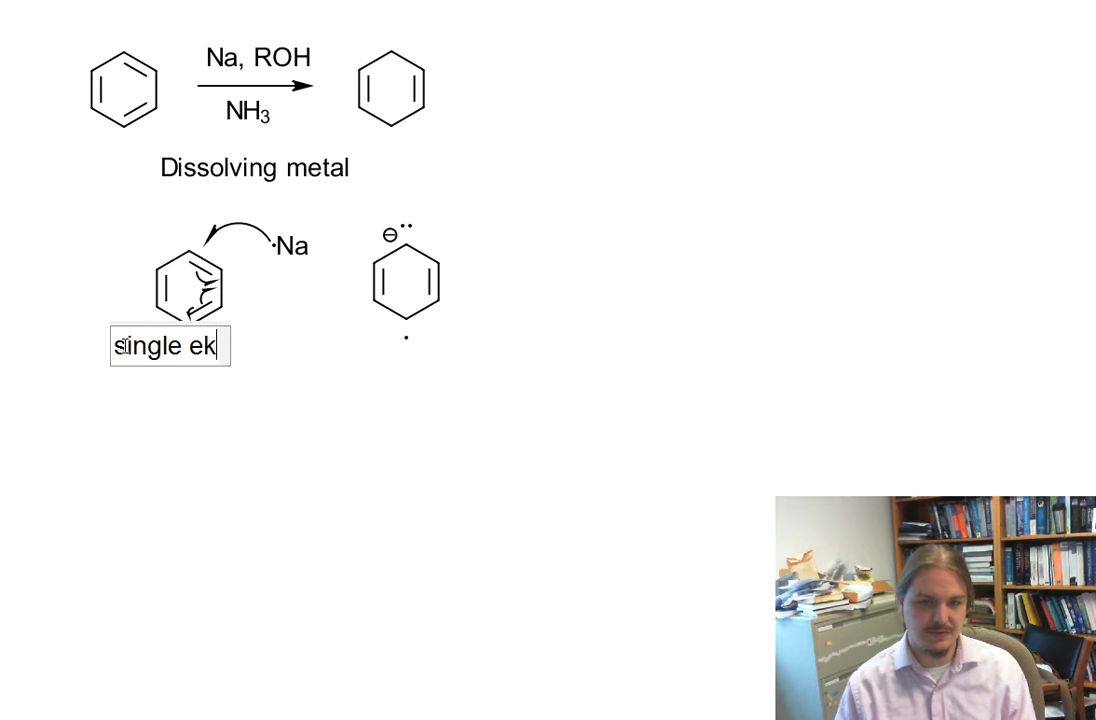 Na, ROH
NH3
Dissolving metal
·Na
⊖··
·
single ek